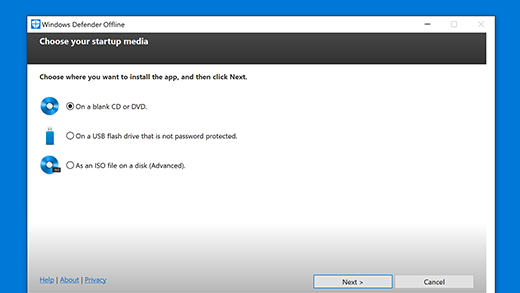 Windows Defender Offline
Choose your startup media
Choose where you want to install the app, and then click Next.
On a blank CD or DVD.
On a USB flash drive that is not password protected.
As an ISO file on a disk (Advanced).
Help | About | Privacy
Next >
Cancel